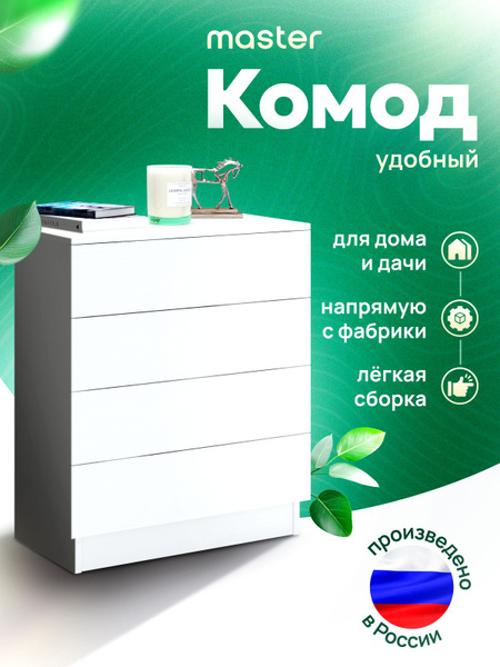 master
Комод
удобный
для дома
и дачи
напрямую
с фабрики
лёгкая
сборка
произведено
в России